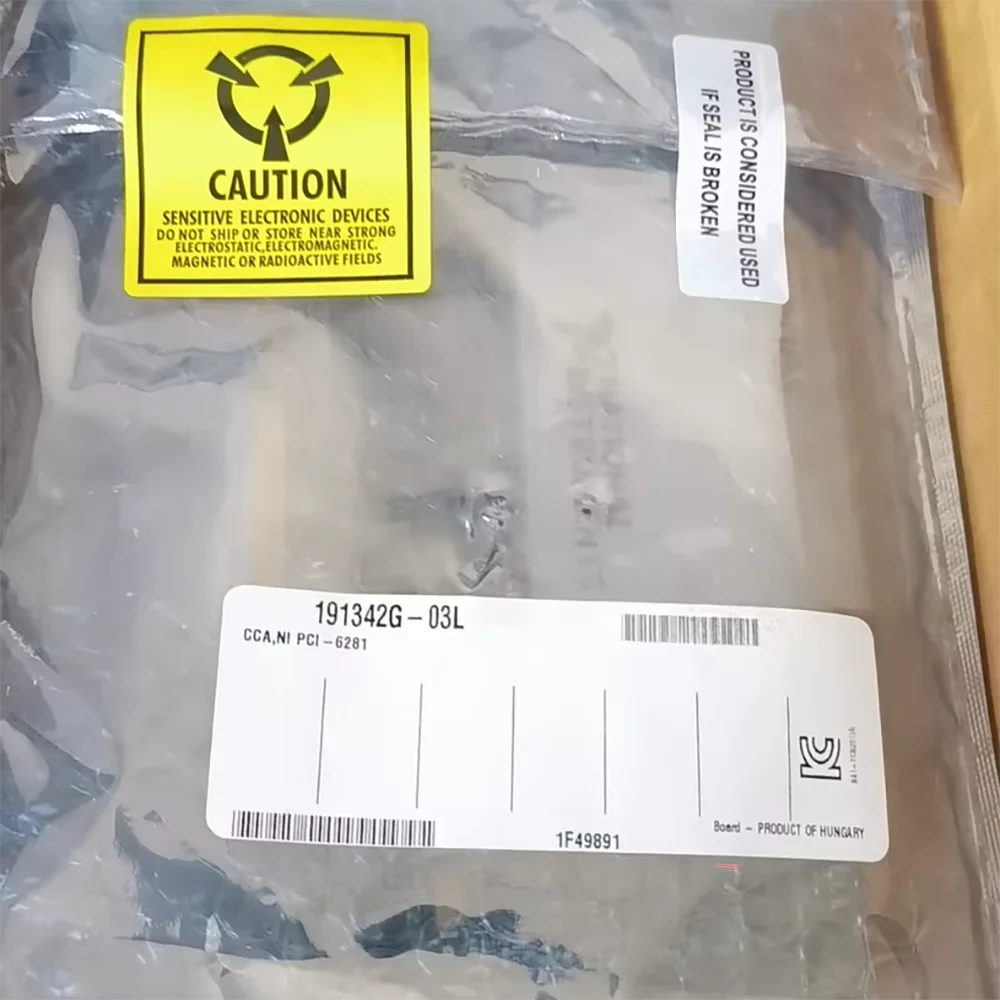 CAUTION
SENSITIVE ELECTRONIC DEVICES
DO NOT SHIP OR STORE NEAR STRONG
ELECTROSTATIC,ELECTROMAGNETIC.
MAGNETIC OR RADIOACTIVE FIELDS
PRODUCT IS CONSIDERED USED
IF SEAL IS BROKEN
191342G-03L
CCA,NI PCI-6281
1F49891
Board - PRODUCT OF HUNGARY